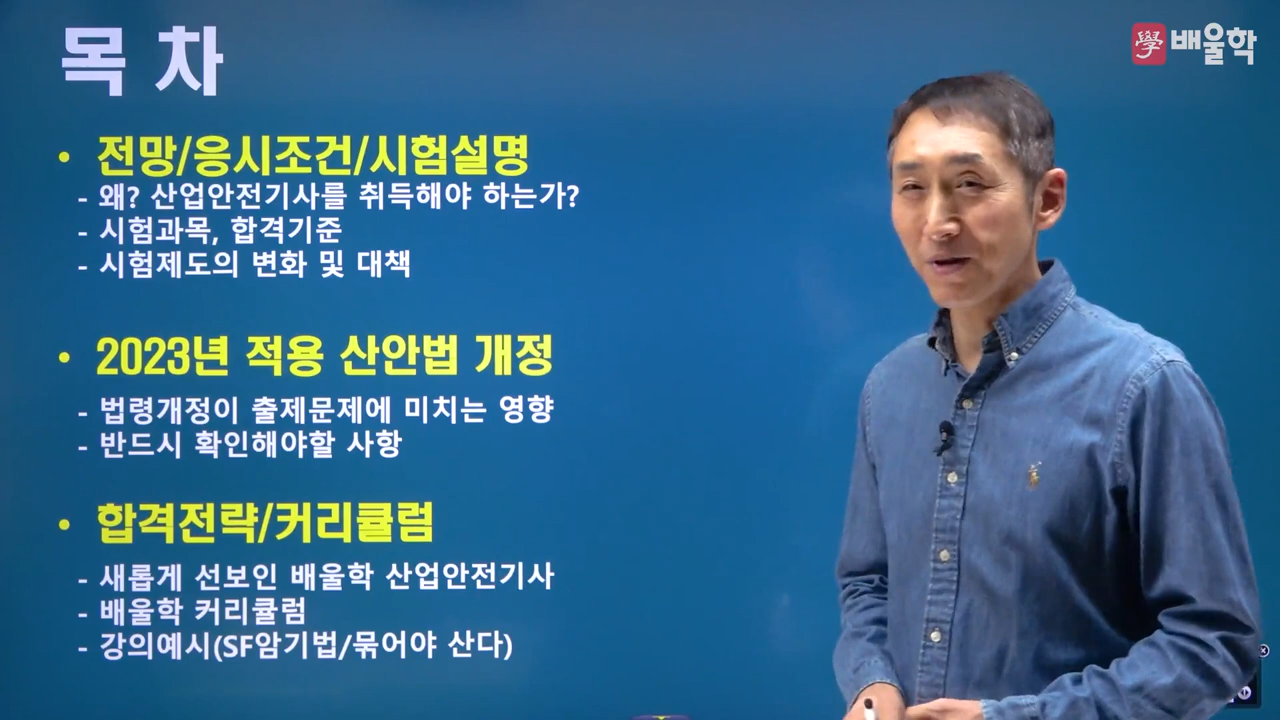 목 차
學 배울학
• 전망/응시조건/시험설명
- 왜? 산업안전기사를 취득해야 하는가?
- 시험과목, 합격기준
- 시험제도의 변화 및 대책
• 2023년 적용 산안법 개정
- 법령개정이 출제문제에 미치는 영향
- 반드시 확인해야할 사항
• 합격전략/커리큘럼
- 새롭게 선보인 배울학 산업안전기사
- 배울학 커리큘럼
- 강의예시(SF암기법/묶어야 산다)